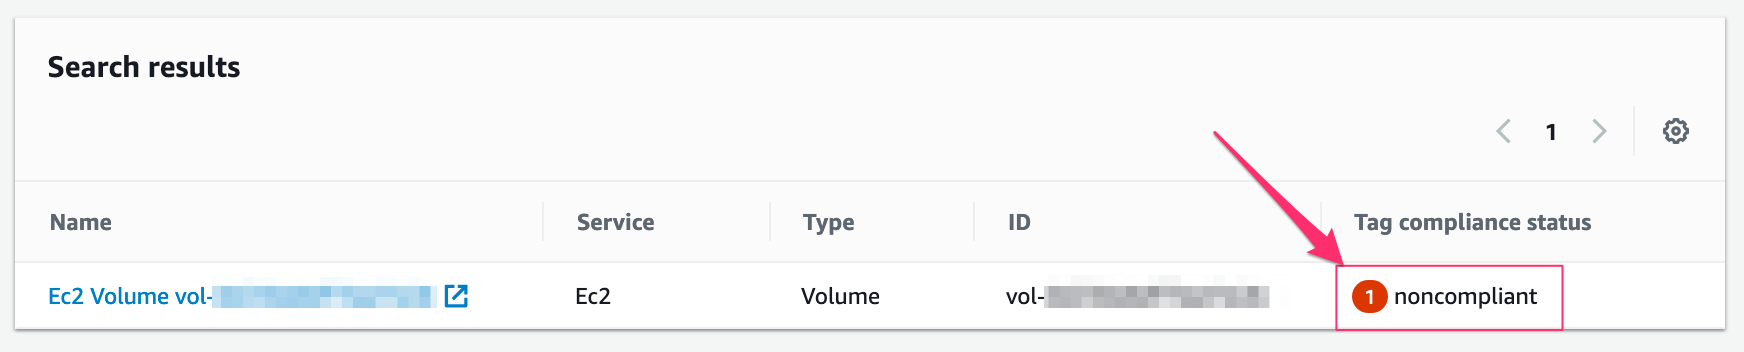 Search results
1
Name Service Type ID Tag compliance status
Ec2 Volume vol- Ec2 Volume vol- 1 noncompliant